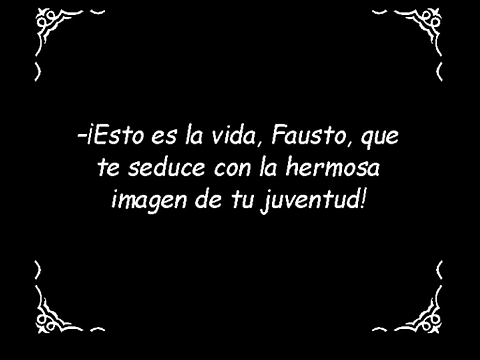 -¡Esto es la vida, Fausto, que
te seduce con la hermosa
imagen de tu juventud!